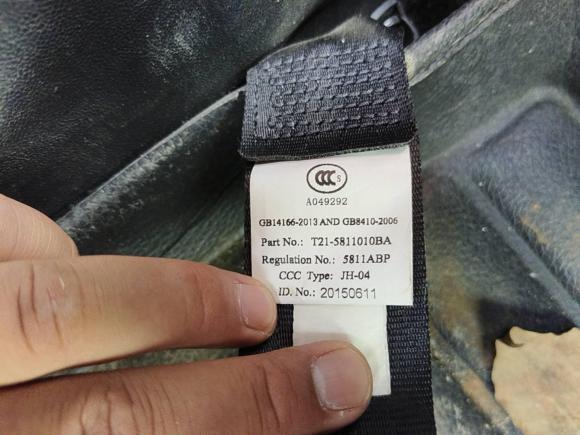 CCC S
A049292
GB14166-2013 AND GB8410-2006
Part No.: T21-5811010BA
Regulation No.: 5811ABP
CCC Type: JH-04
ID. No.: 20150611